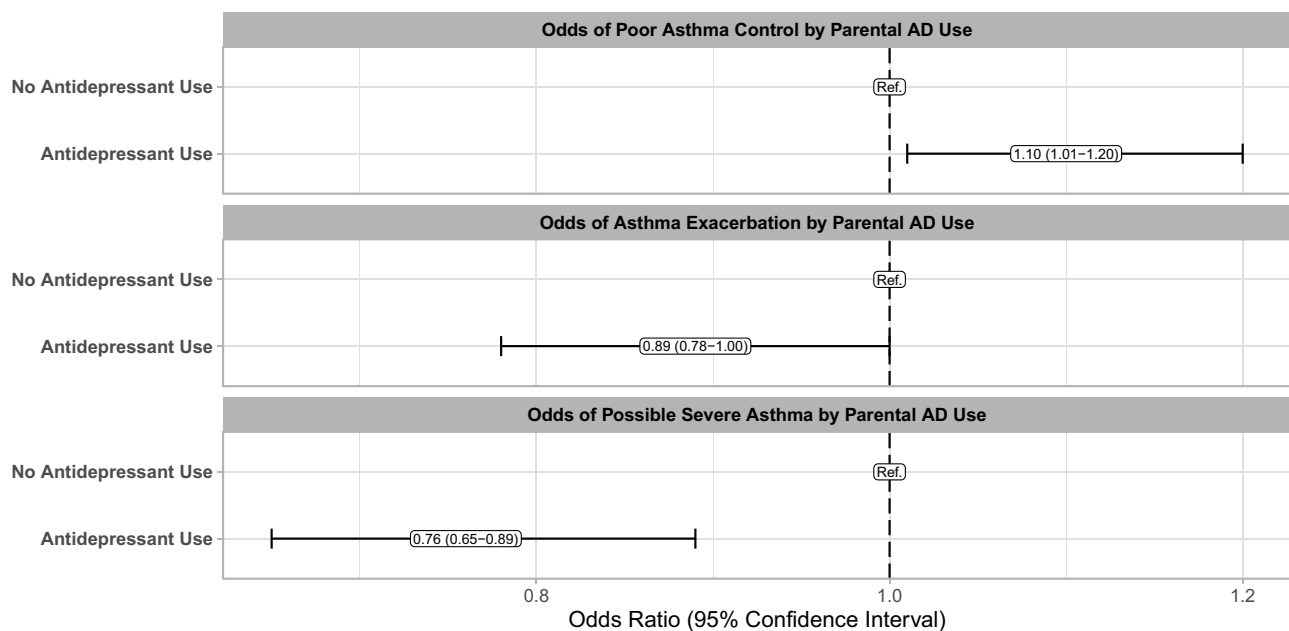 Odds of Poor Asthma Control by Parental AD Use
No Antidepressant Use
Ref.
Antidepressant Use
1.10 (1.01−1.20)
Odds of Asthma Exacerbation by Parental AD Use
No Antidepressant Use
Ref.
Antidepressant Use
0.89 (0.78−1.00)
Odds of Possible Severe Asthma by Parental AD Use
No Antidepressant Use
Ref.
Antidepressant Use
0.76 (0.65−0.89)
0.8 1.0 1.2
Odds Ratio (95% Confidence Interval)